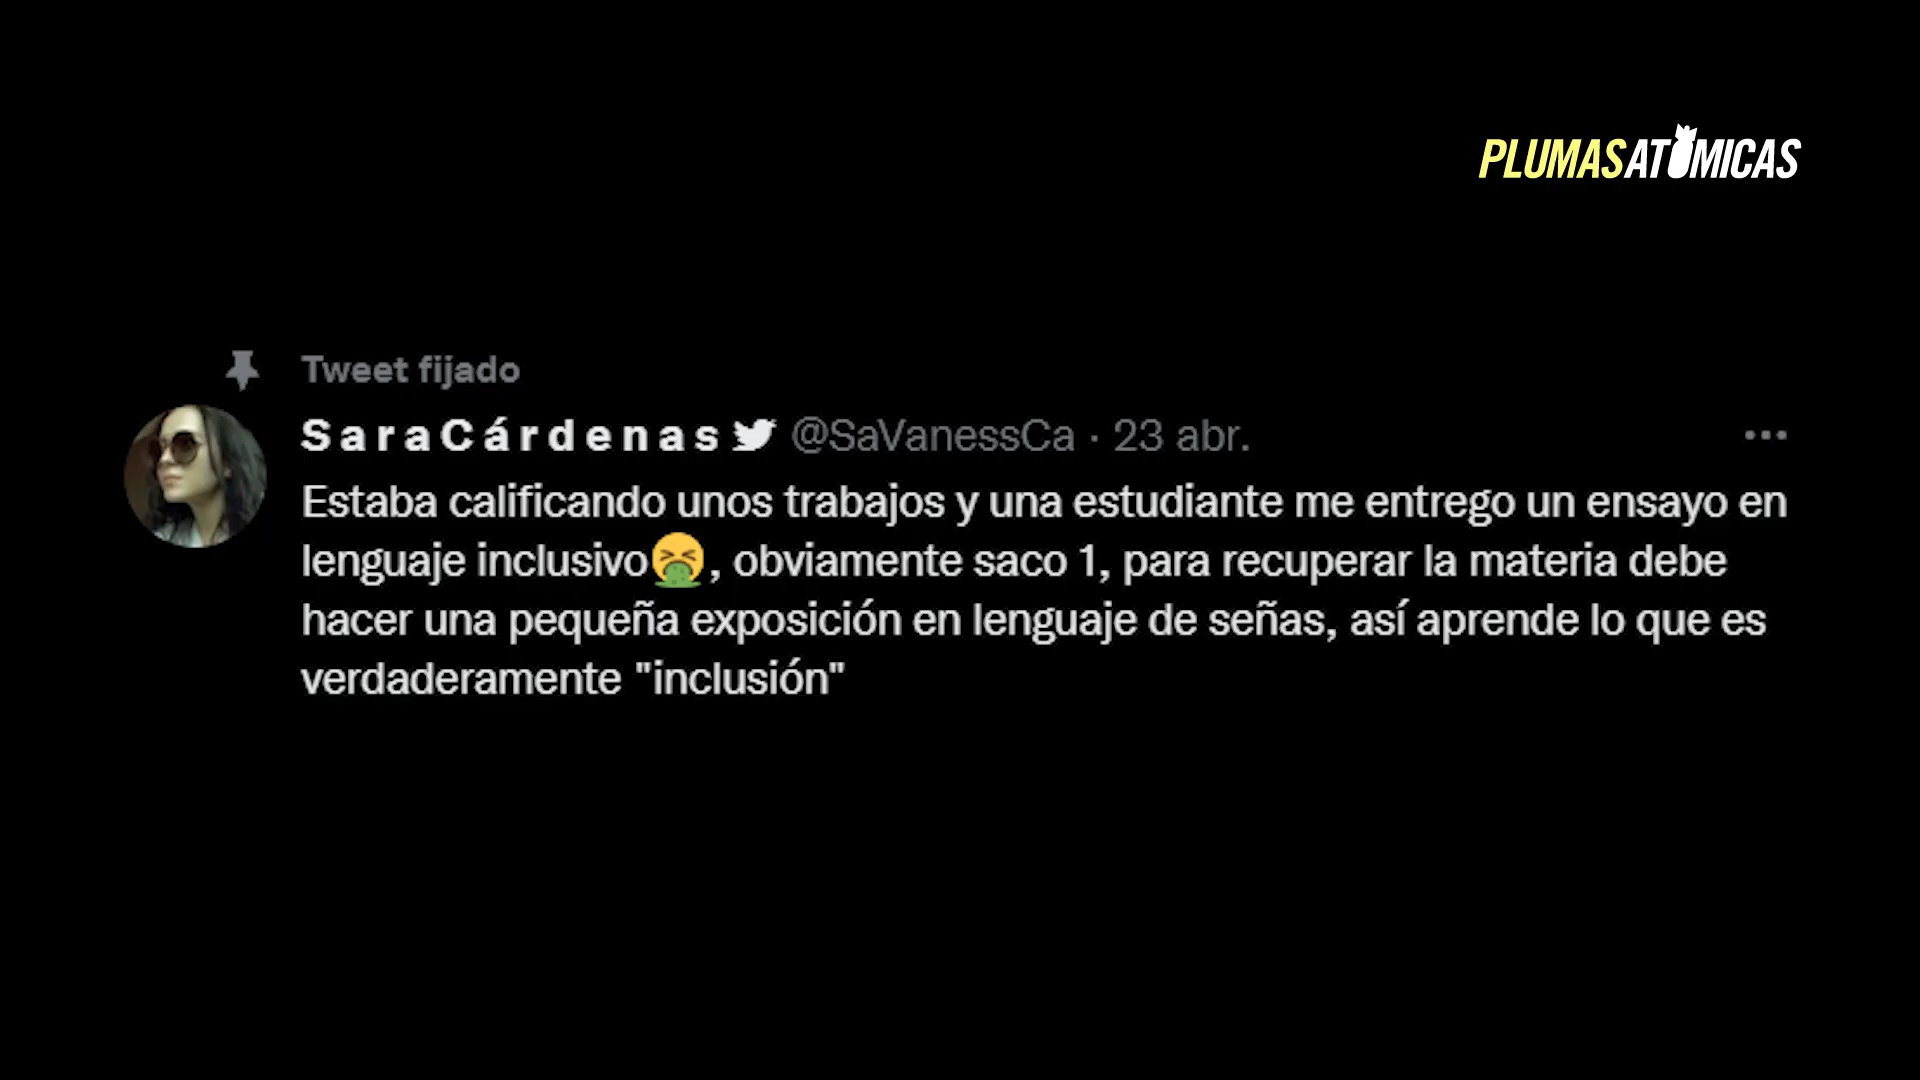 PLUMASATOMICAS
Tweet fijado
SaraCárdenas @SaVanessCa · 23 abr.
Estaba calificando unos trabajos y una estudiante me entrego un ensayo en
lenguaje inclusivo🤮, obviamente saco 1, para recuperar la materia debe
hacer una pequeña exposición en lenguaje de señas, así aprende lo que es
verdaderamente "inclusión"